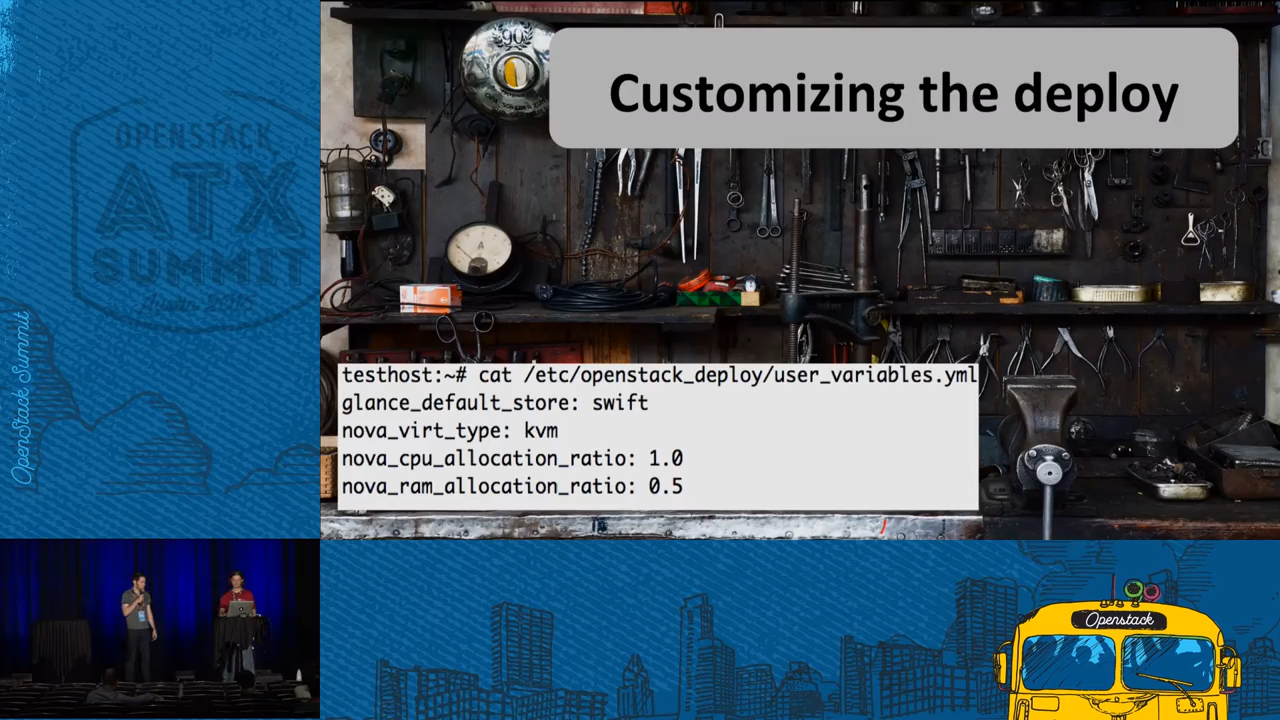 Customizing the deploy
90
A
testhost:~# cat /etc/openstack_deploy/user_variables.yml
glance_default_store: swift
nova_virt_type: kvm
nova_cpu_allocation_ratio: 1.0
nova_ram_allocation_ratio: 0.5
OPENSTACK
ATX
SUMMIT
OpenStack Summit
Openstack